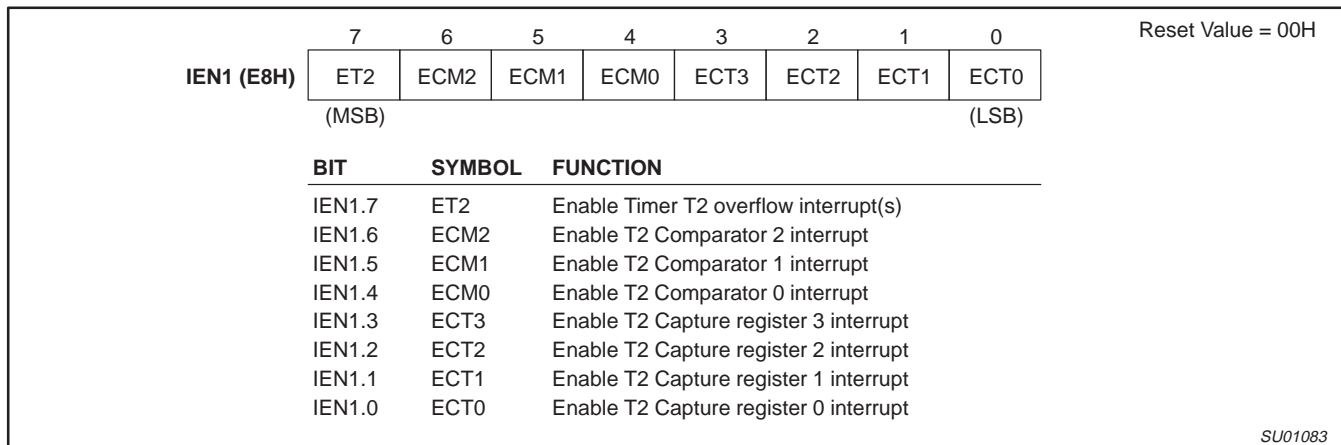 7 6 5 4 3 2 1 0 Reset Value = 00H
IEN1 (E8H) ET2 ECM2 ECM1 ECM0 ECT3 ECT2 ECT1 ECT0
(MSB) (LSB)
BIT SYMBOL FUNCTION
IEN1.7 ET2 Enable Timer T2 overflow interrupt(s)
IEN1.6 ECM2 Enable T2 Comparator 2 interrupt
IEN1.5 ECM1 Enable T2 Comparator 1 interrupt
IEN1.4 ECM0 Enable T2 Comparator 0 interrupt
IEN1.3 ECT3 Enable T2 Capture register 3 interrupt
IEN1.2 ECT2 Enable T2 Capture register 2 interrupt
IEN1.1 ECT1 Enable T2 Capture register 1 interrupt
IEN1.0 ECT0 Enable T2 Capture register 0 interrupt
SU01083